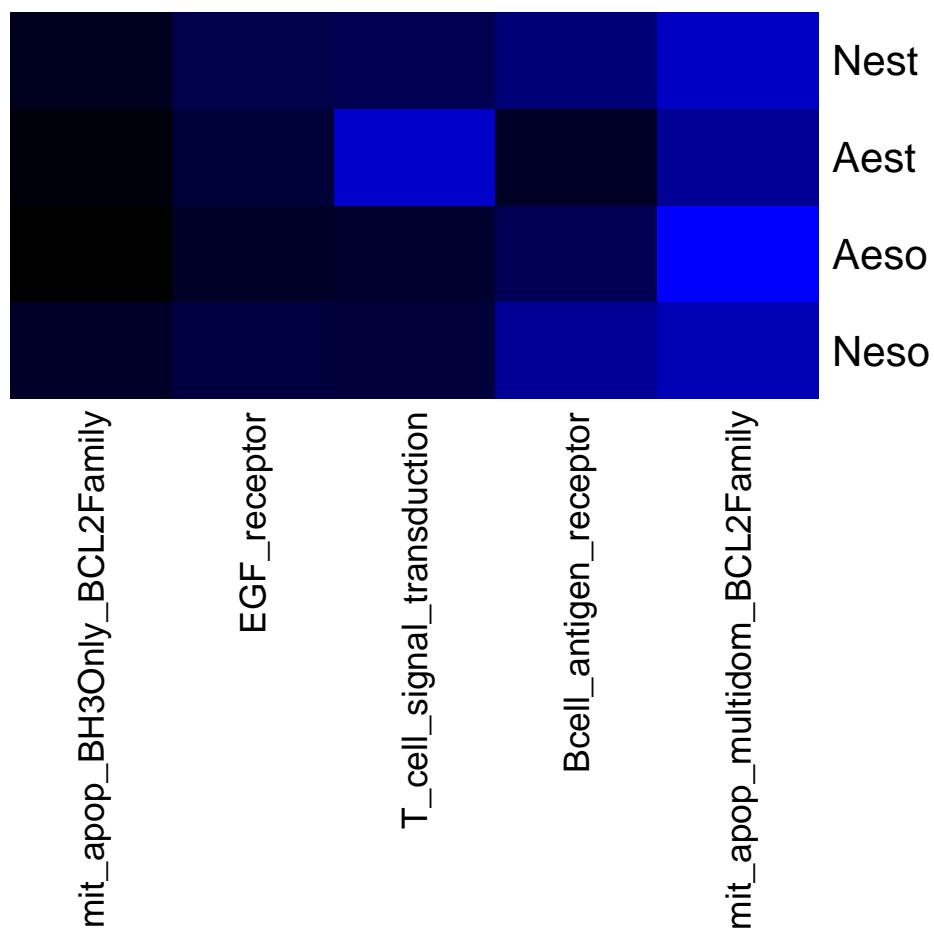 Nest
Aest
Aeso
Neso
mit_apop_BH3Only_BCL2Family
EGF_receptor
T_cell_signal_transduction
Bcell_antigen_receptor
mit_apop_multidom_BCL2Family